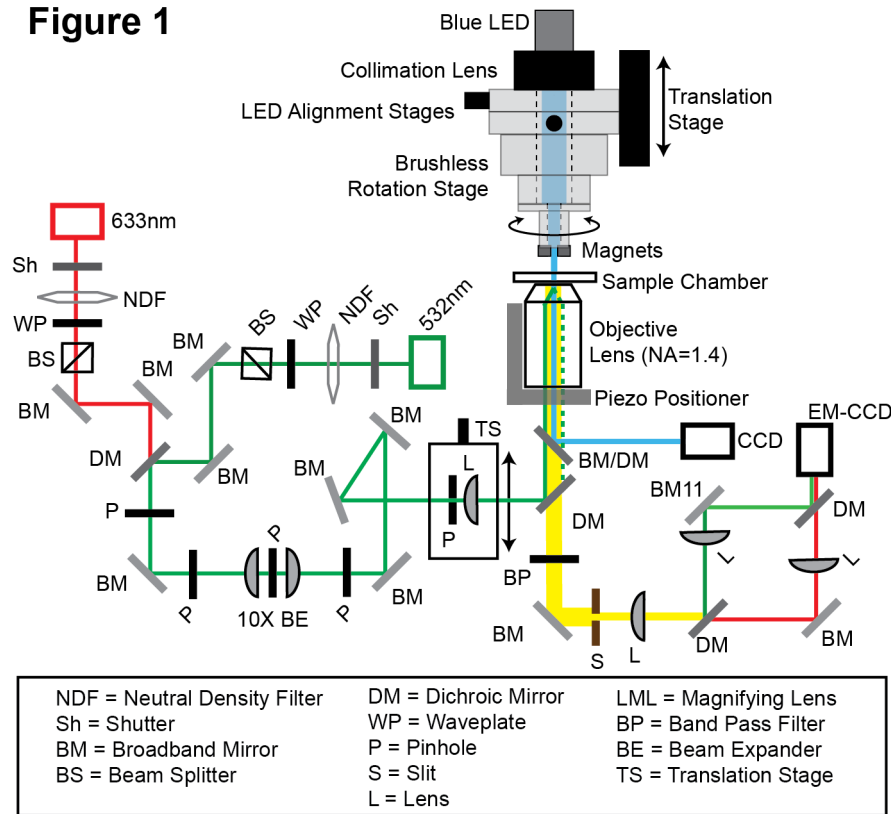 Figure 1
Blue LED
Collimation Lens
LED Alignment Stages
Translation
Stage
Brushless
Rotation Stage
Magnets
Sample Chamber
Objective
Lens (NA=1.4)
Piezo Positioner
633nm
Sh
NDF
WP
BS
BM
BM
DM
BM
BM
BS
WP
NDF
Sh
532nm
P
BM
P
P
10X BE
P
BM
BM
BM
TS
L
P
BM/DM
DM
CCD
EM-CCD
BM11
DM
L
L
BP
BM
S
L
DM
BM
NDF = Neutral Density Filter
Sh = Shutter
BM = Broadband Mirror
BS = Beam Splitter
DM = Dichroic Mirror
WP = Waveplate
P = Pinhole
S = Slit
L = Lens
LML = Magnifying Lens
BP = Band Pass Filter
BE = Beam Expander
TS = Translation Stage